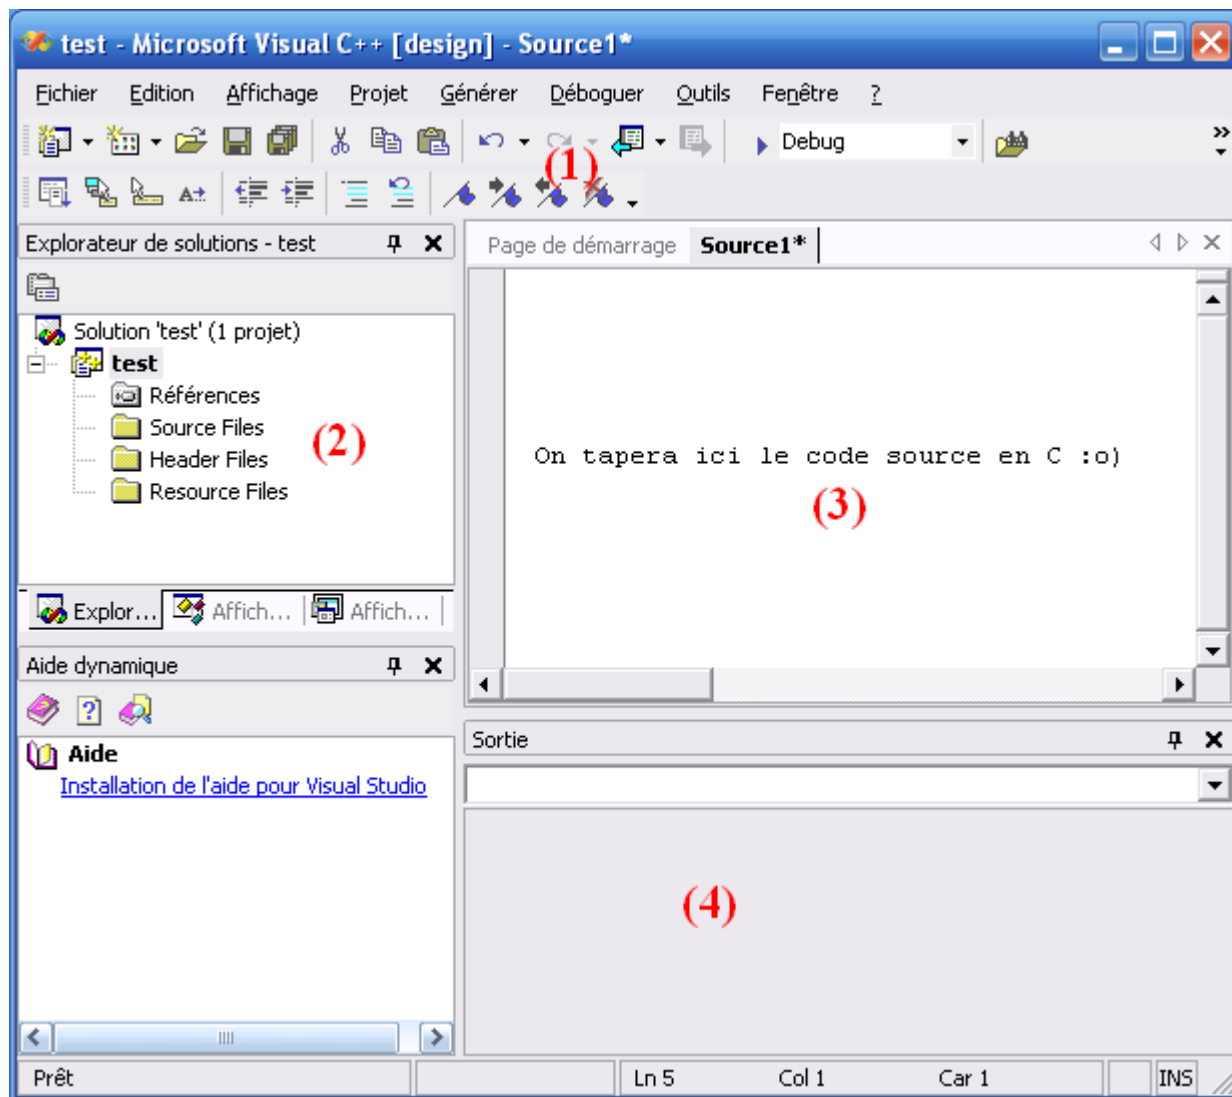 test - Microsoft Visual C++ [design] - Source1*
Fichier Edition Affichage Projet Générer Déboguer Outils Fenêtre ?
Debug
(1)
Explorateur de solutions - test
Solution 'test' (1 projet)
test
Références
Source Files
Header Files
Resource Files
(2)
Explor... Affich... Affich...
Page de démarrage Source1*
On tapera ici le code source en C :o)
(3)
Aide dynamique
Aide
Installation de l'aide pour Visual Studio
Sortie
(4)
Prêt Ln 5 Col 1 Car 1 INS